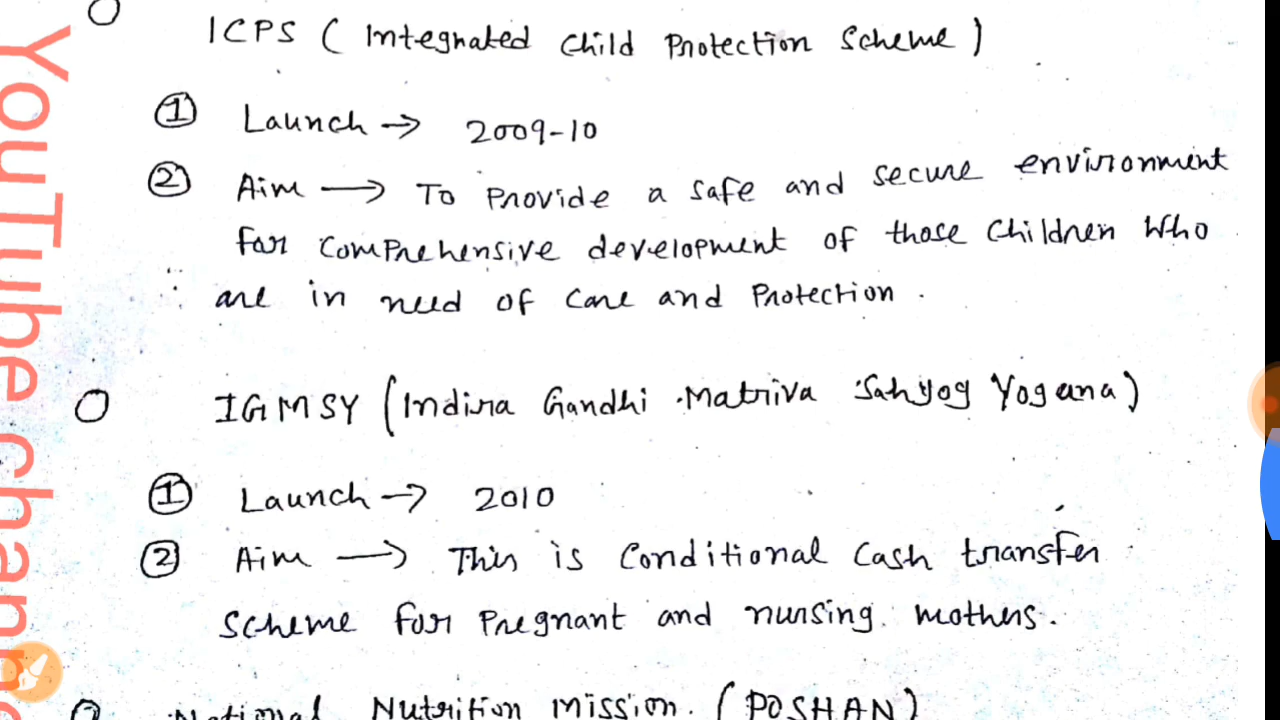 ICPS ( Integrated Child Protection Scheme )
① Launch → 2009-10
② Aim → To Provide a safe and secure environment
for comprehensive development of those children who
are in need of care and Protection .
IGMSY (Indira Gandhi Matriva Sahyog Yogana)
① Launch → 2010
② Aim → This is Conditional Cash transfer
Scheme for Pregnant and nursing mothers.
National Nutrition mission. (POSHAN)
YouTube Channe